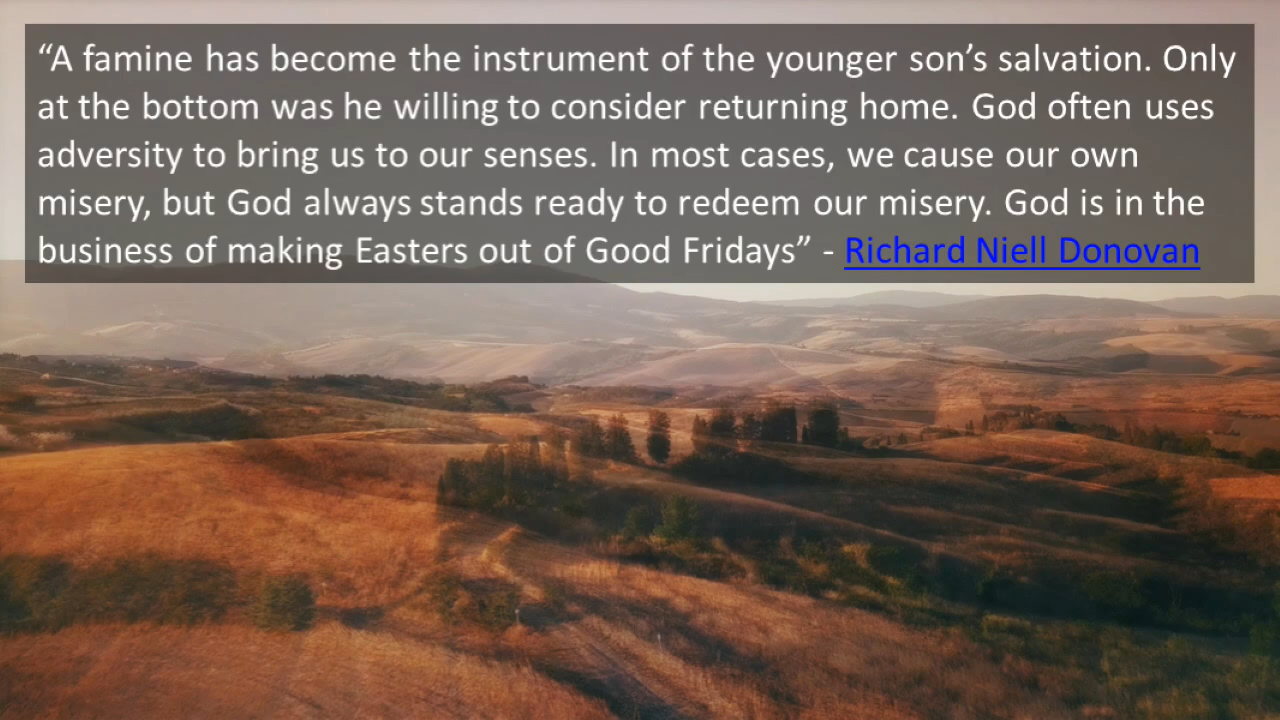 “A famine has become the instrument of the younger son’s salvation. Only
at the bottom was he willing to consider returning home. God often uses
adversity to bring us to our senses. In most cases, we cause our own
misery, but God always stands ready to redeem our misery. God is in the
business of making Easters out of Good Fridays” - Richard Niell Donovan